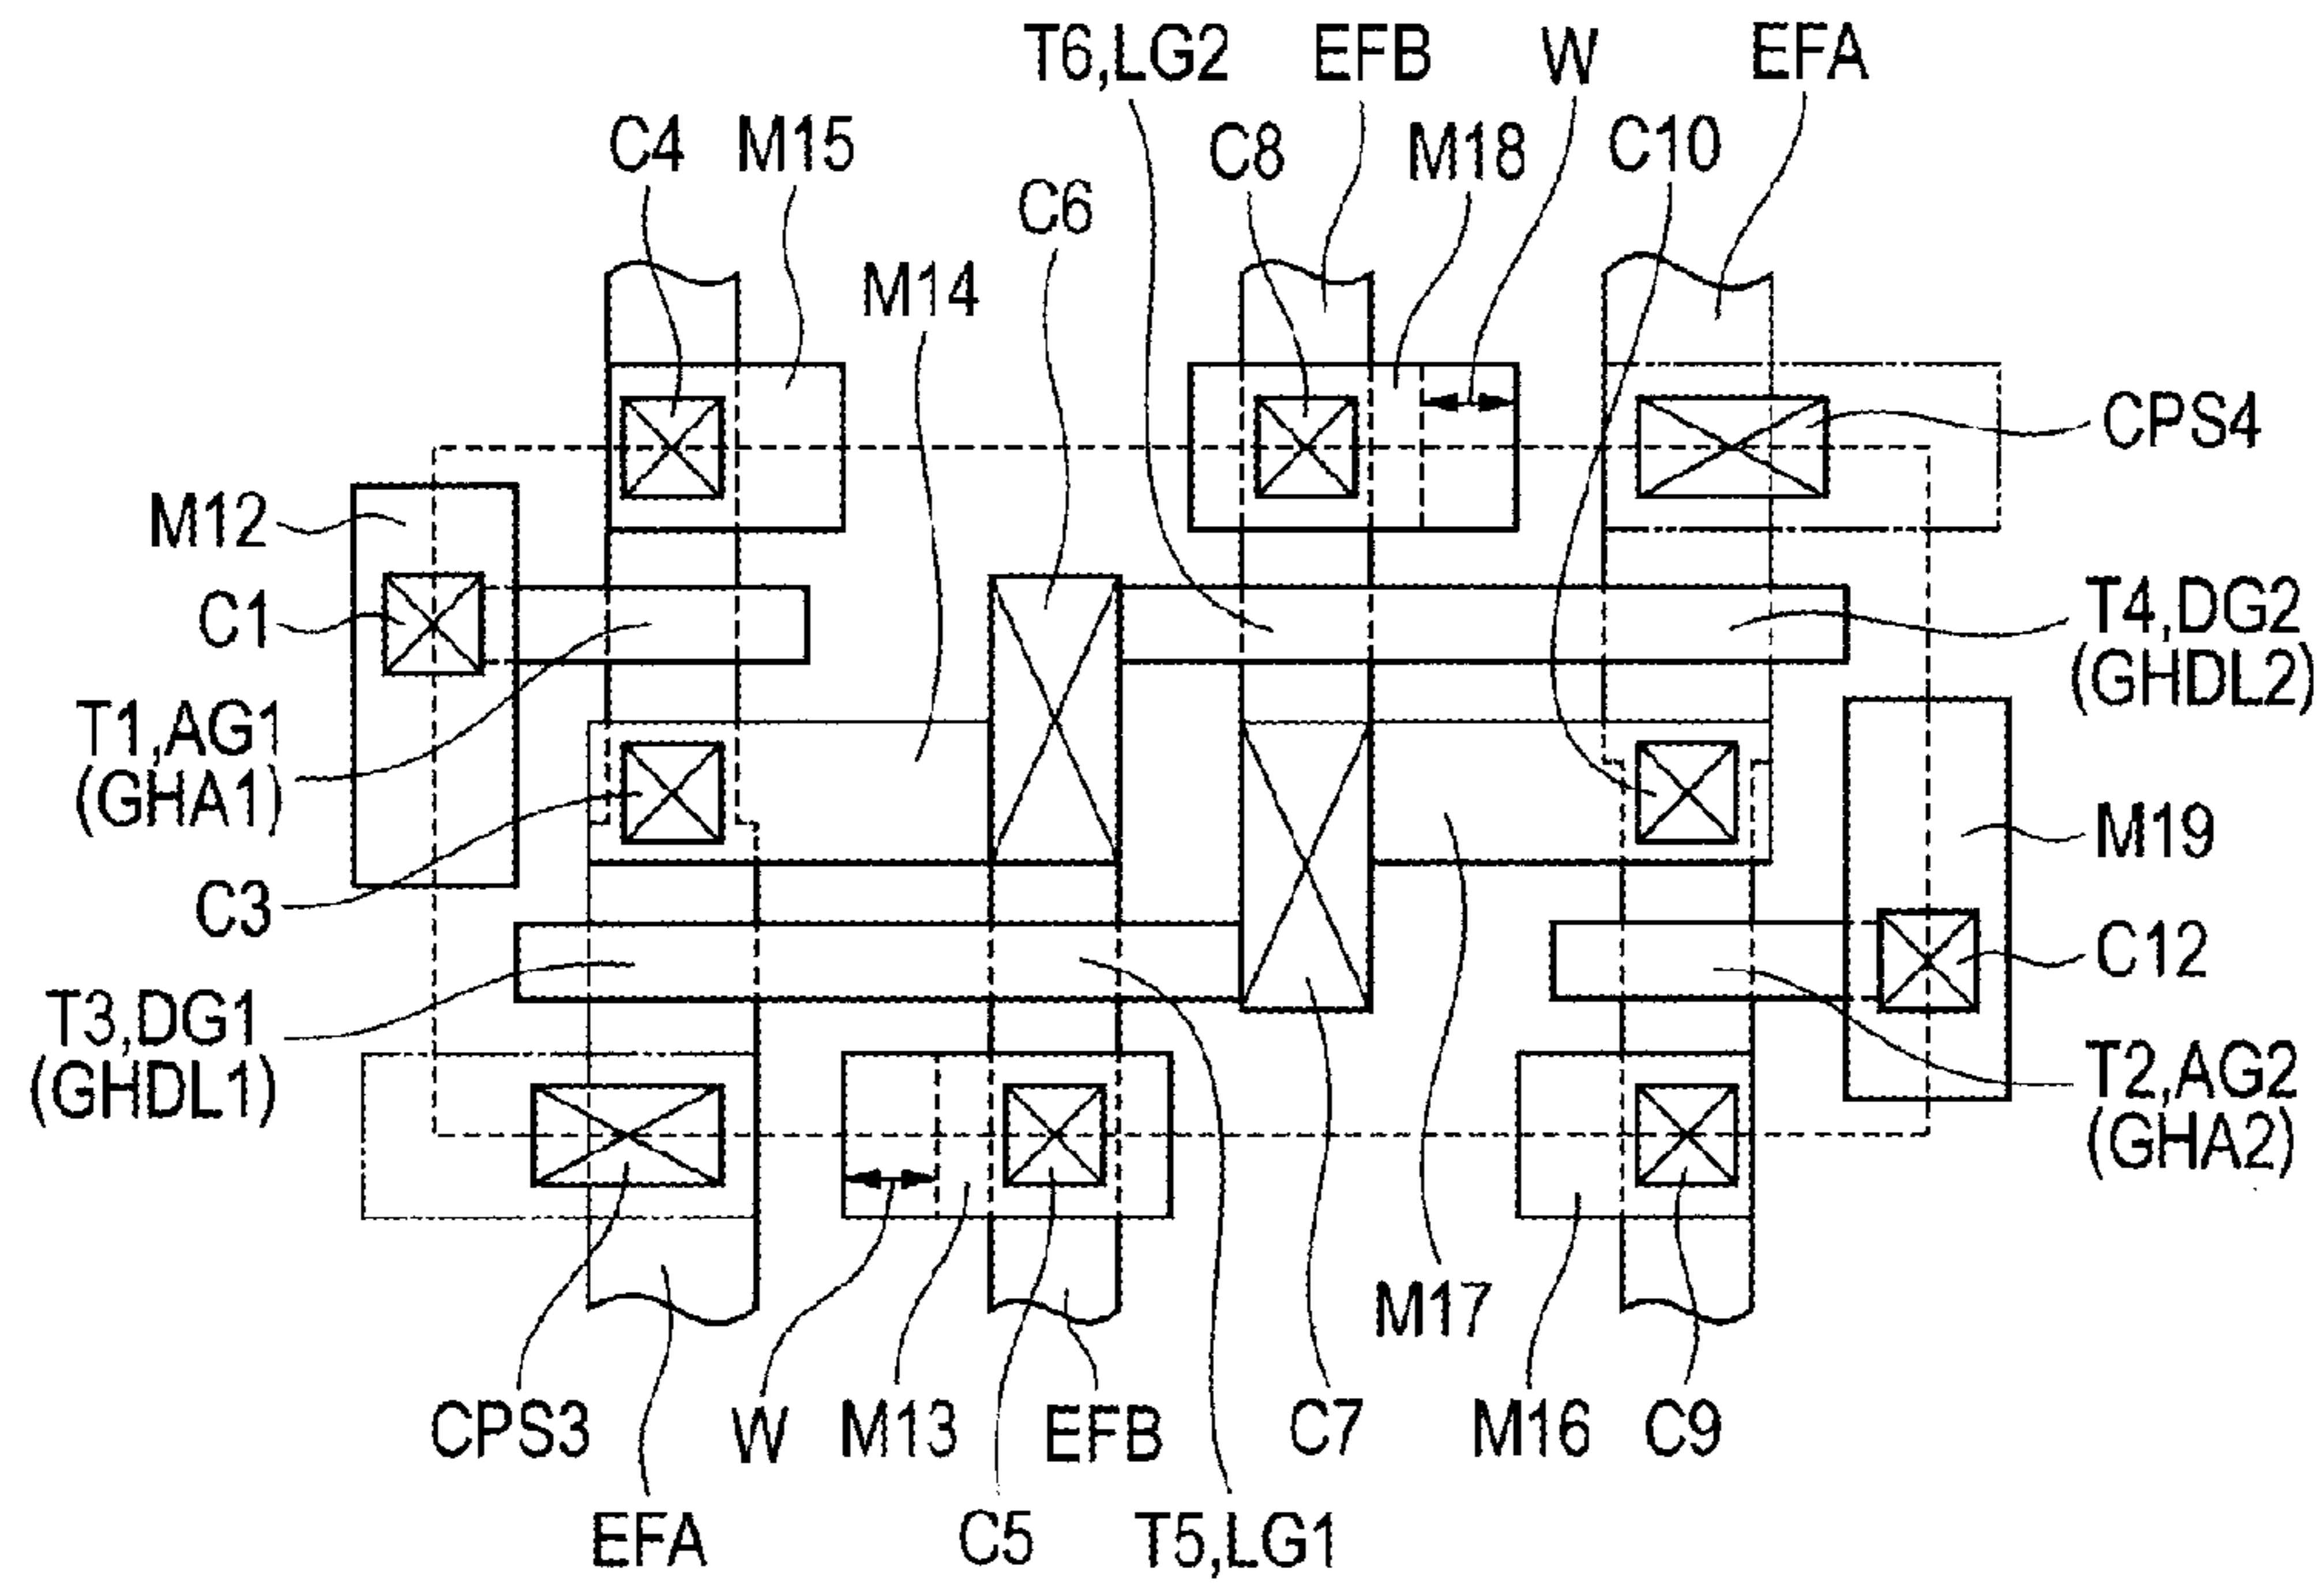 T6,LG2
EFB
W
EFA
C4
M15
C8
M18
C10
C6
M14
CPS4
M12
C1
T4,DG2
(GHDL2)
T1,AG1
(GHA1)
M19
C3
C12
T3,DG1
(GHDL1)
T2,AG2
(GHA2)
M17
CPS3
W
M13
EFB
C7
M16
C9
EFA
C5
T5,LG1